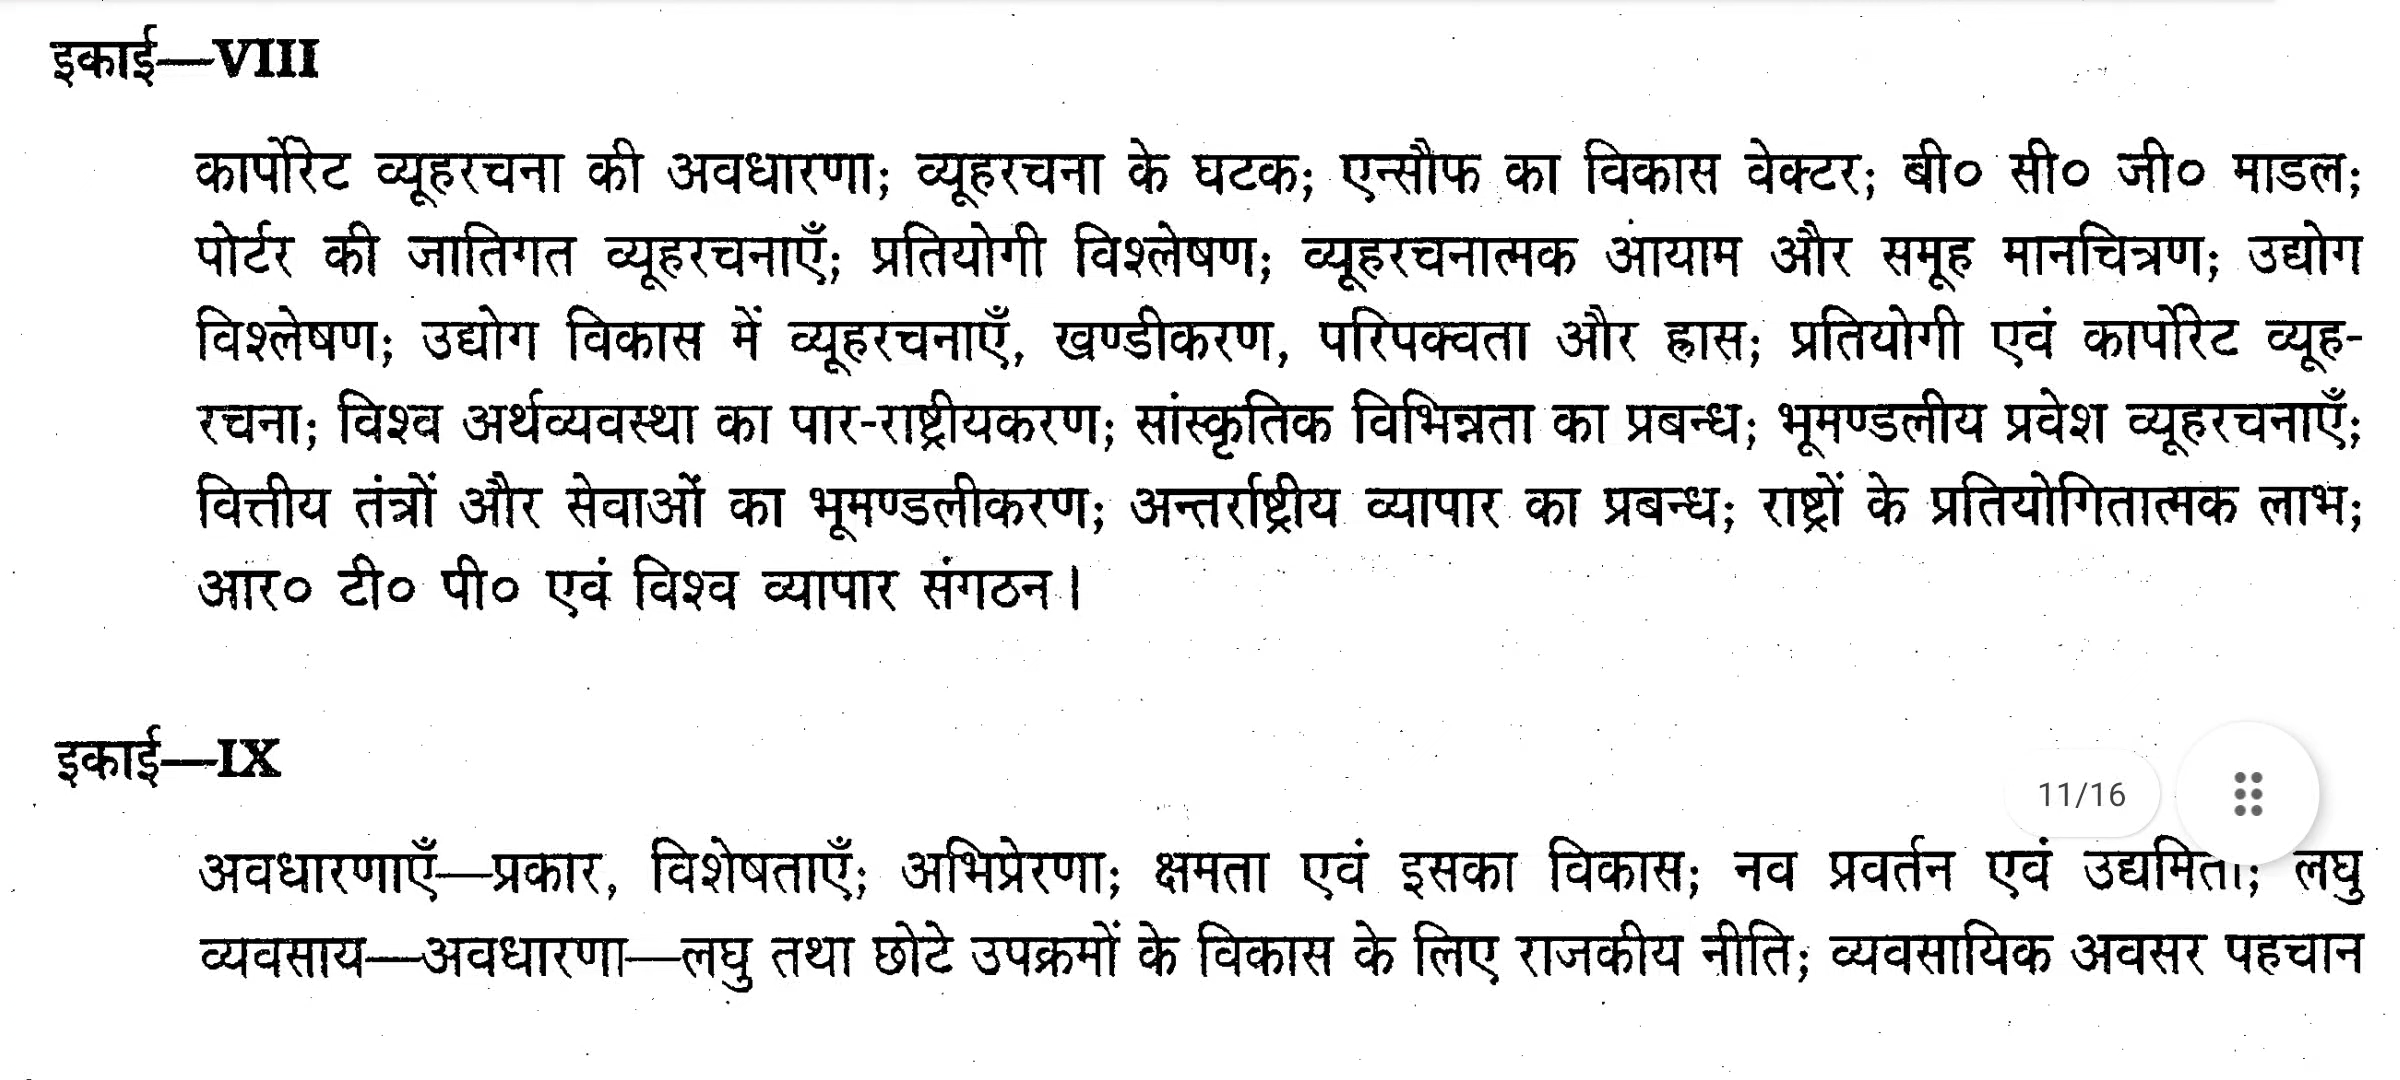 इकाई—VIII
कार्पोरेट व्यूहरचना की अवधारणा; व्यूहरचना के घटक; एन्सौफ का विकास वेक्टर; बी० सी० जी० माडल;
पोर्टर की जातिगत व्यूहरचनाएँ; प्रतियोगी विश्लेषण; व्यूहरचनात्मक आयाम और समूह मानचित्रण; उद्योग
विश्लेषण; उद्योग विकास में व्यूहरचनाएँ, खण्डीकरण, परिपक्वता और ह्रास; प्रतियोगी एवं कार्पोरेट व्यूह-
रचना; विश्व अर्थव्यवस्था का पार-राष्ट्रीयकरण; सांस्कृतिक विभिन्नता का प्रबन्ध; भूमण्डलीय प्रवेश व्यूहरचनाएँ;
वित्तीय तंत्रों और सेवाओं का भूमण्डलीकरण; अन्तर्राष्ट्रीय व्यापार का प्रबन्ध; राष्ट्रों के प्रतियोगितात्मक लाभ;
आर० टी० पी० एवं विश्व व्यापार संगठन।
इकाई—IX
11/16
अवधारणाएँ—प्रकार, विशेषताएँ; अभिप्रेरणा; क्षमता एवं इसका विकास; नव प्रवर्तन एवं उद्यमिता; लघु
व्यवसाय—अवधारणा—लघु तथा छोटे उपक्रमों के विकास के लिए राजकीय नीति; व्यवसायिक अवसर पहचान